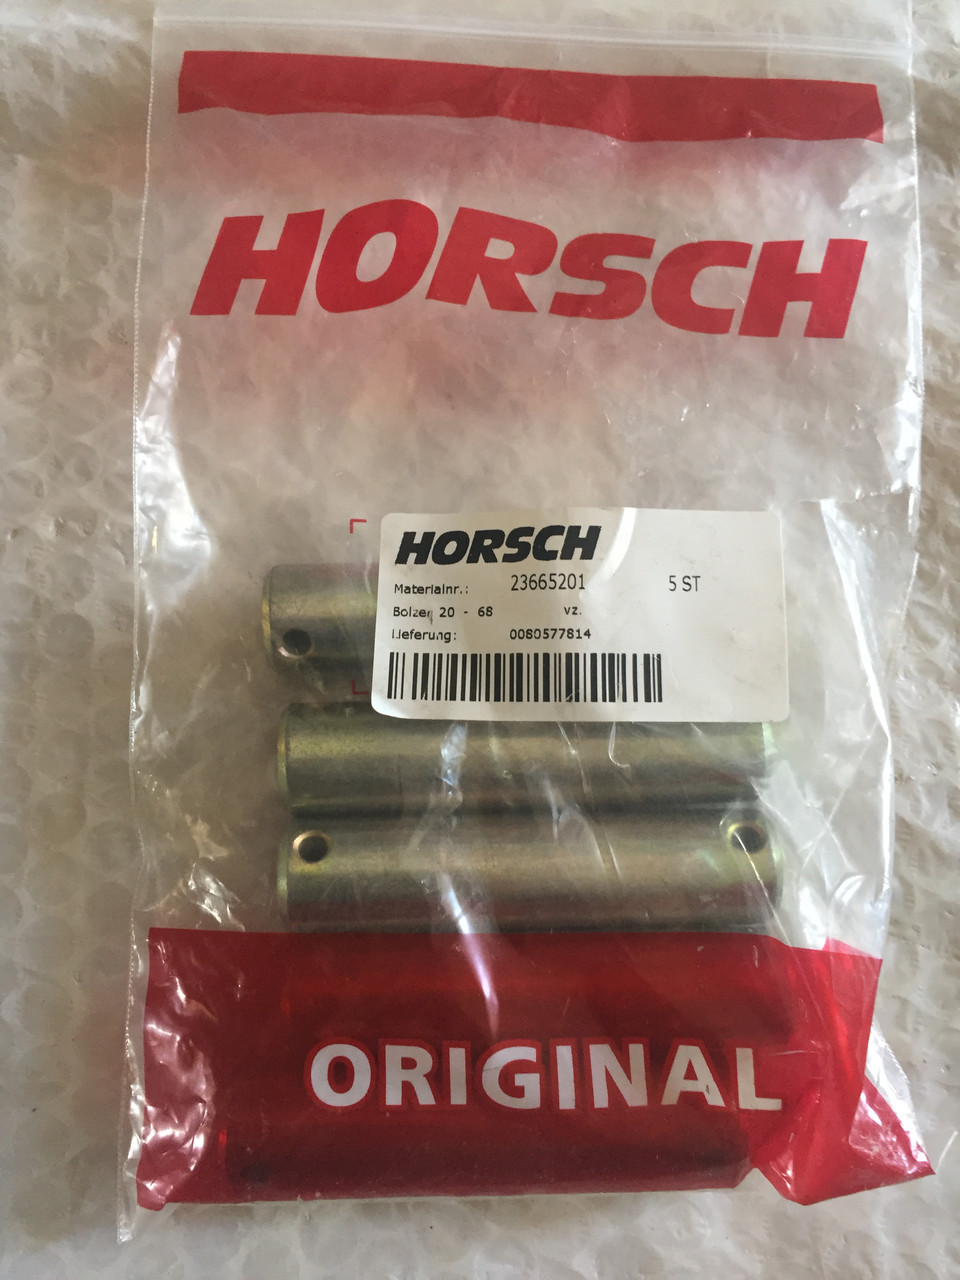 HORSCH
HORSCH
Materialnr.: 23665201 5 ST
Bolzen 20 - 68 vz.
Lieferung: 0080577814
ORIGINAL